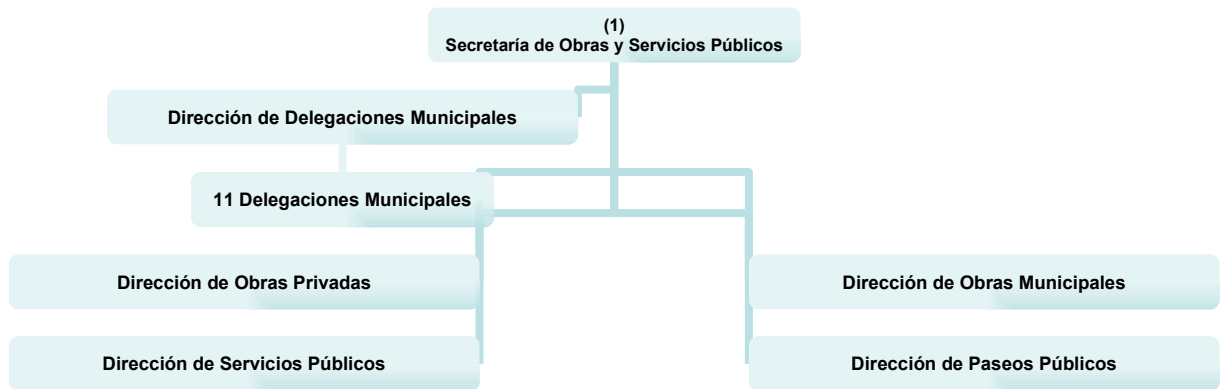 (1)
Secretaría de Obras y Servicios Públicos
Dirección de Delegaciones Municipales
11 Delegaciones Municipales
Dirección de Obras Privadas
Dirección de Obras Municipales
Dirección de Servicios Públicos
Dirección de Paseos Públicos